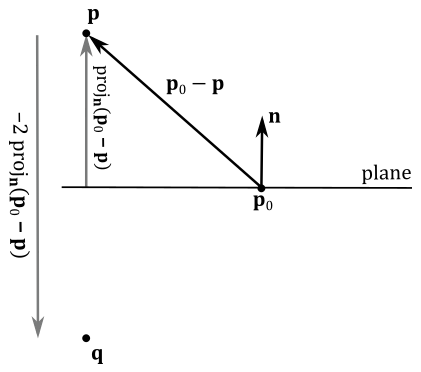 p
proj_n(p₀ − p)
p₀ − p
n
−2 proj_n(p₀ − p)
plane
p₀
q